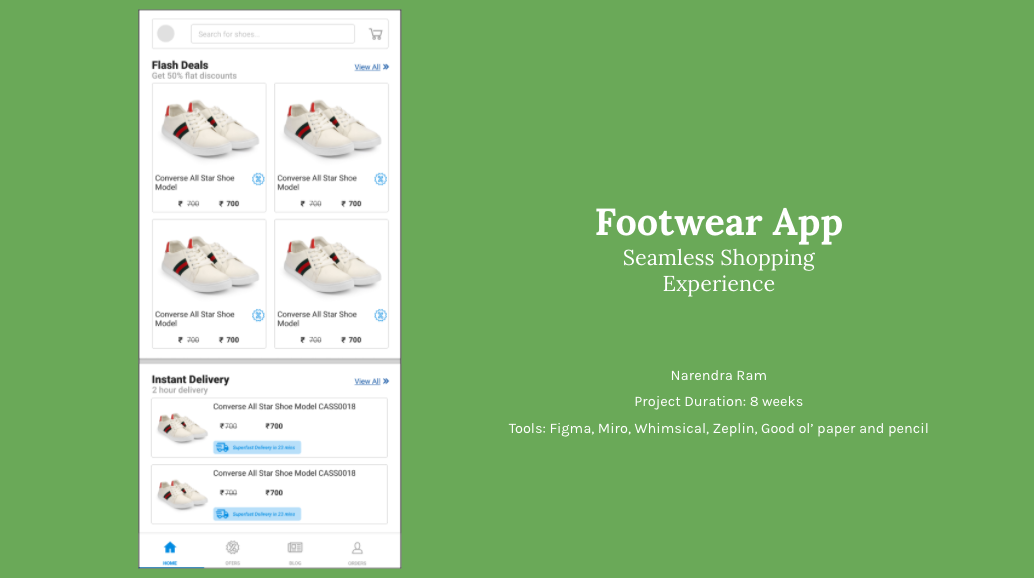 Search for shoes...
Flash Deals
View All »
Get 50% flat discounts
Converse All Star Shoe
Model
₹ 700 ₹ 700
Converse All Star Shoe
Model
₹ 700 ₹ 700
Converse All Star Shoe
Model
₹ 700 ₹ 700
Converse All Star Shoe
Model
₹ 700 ₹ 700
Instant Delivery
View All »
2 hour delivery
Converse All Star Shoe Model CASS0018
₹700 ₹700
Superfast Delivery in 23 mins
Converse All Star Shoe Model CASS0018
₹700 ₹700
Superfast Delivery in 23 mins
HOME OFFERS BLOG ORDERS
Footwear App
Seamless Shopping
Experience
Narendra Ram
Project Duration: 8 weeks
Tools: Figma, Miro, Whimsical, Zeplin, Good ol' paper and pencil